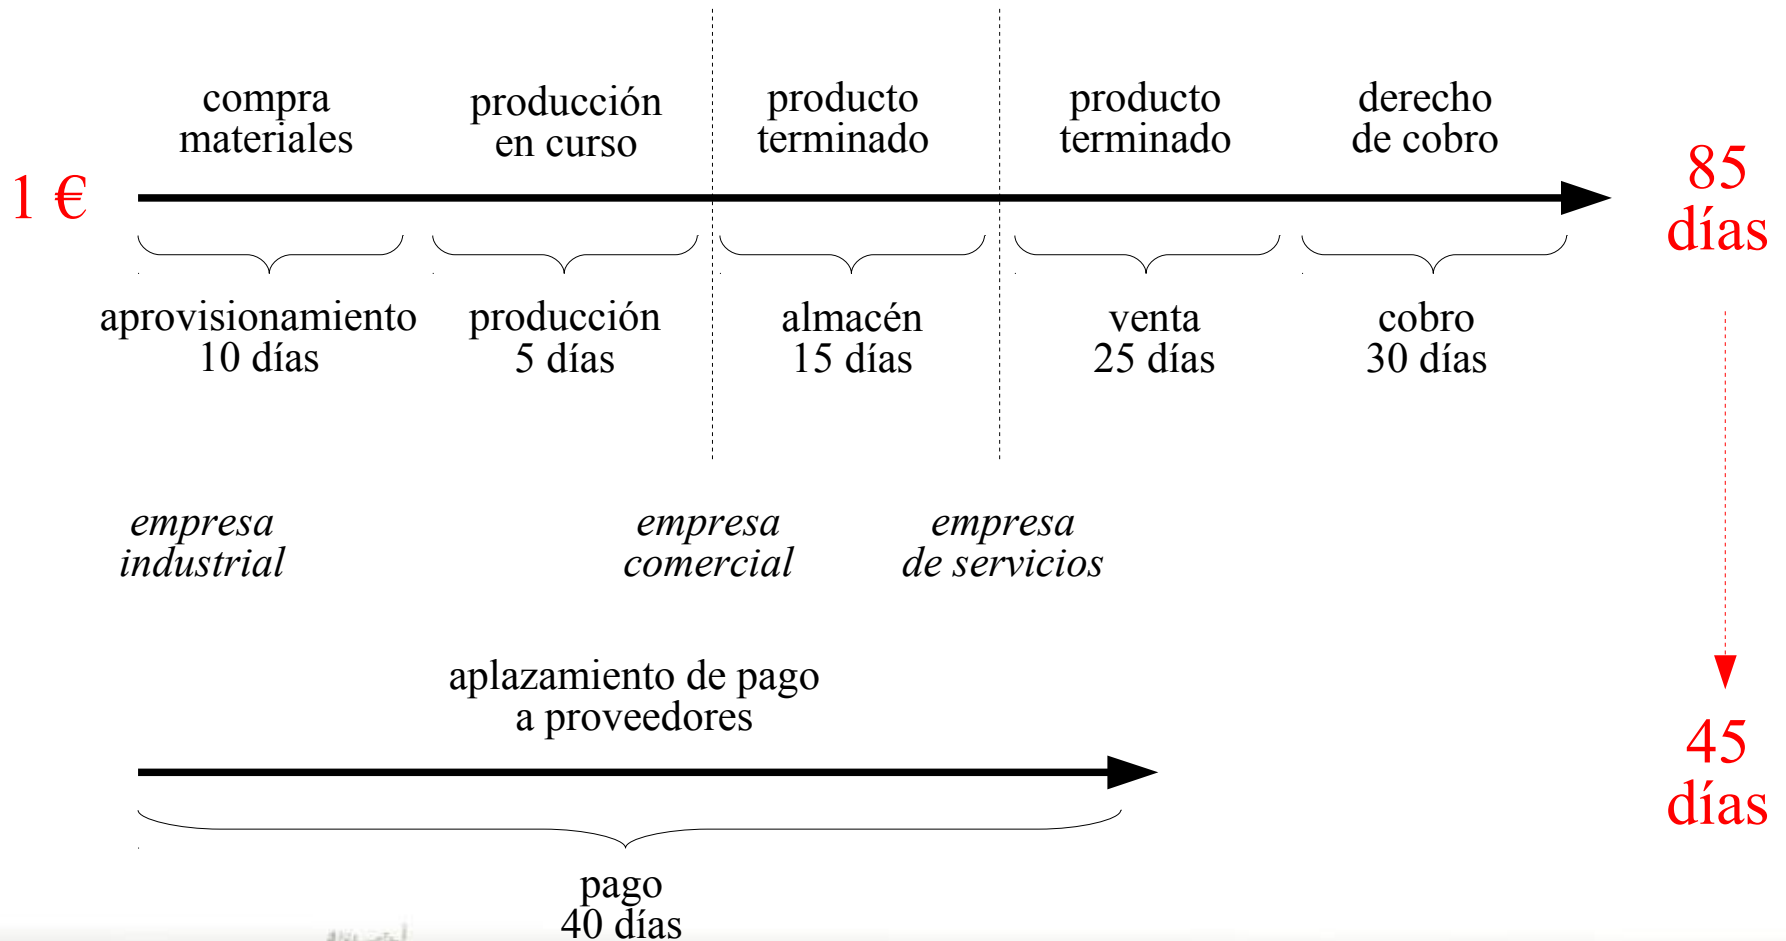 compra
materiales
producción
en curso
producto
terminado
producto
terminado
derecho
de cobro
1 €
85
días
aprovisionamiento
10 días
producción
5 días
almacén
15 días
venta
25 días
cobro
30 días
empresa
industrial
empresa
comercial
empresa
de servicios
aplazamiento de pago
a proveedores
45
días
pago
40 días